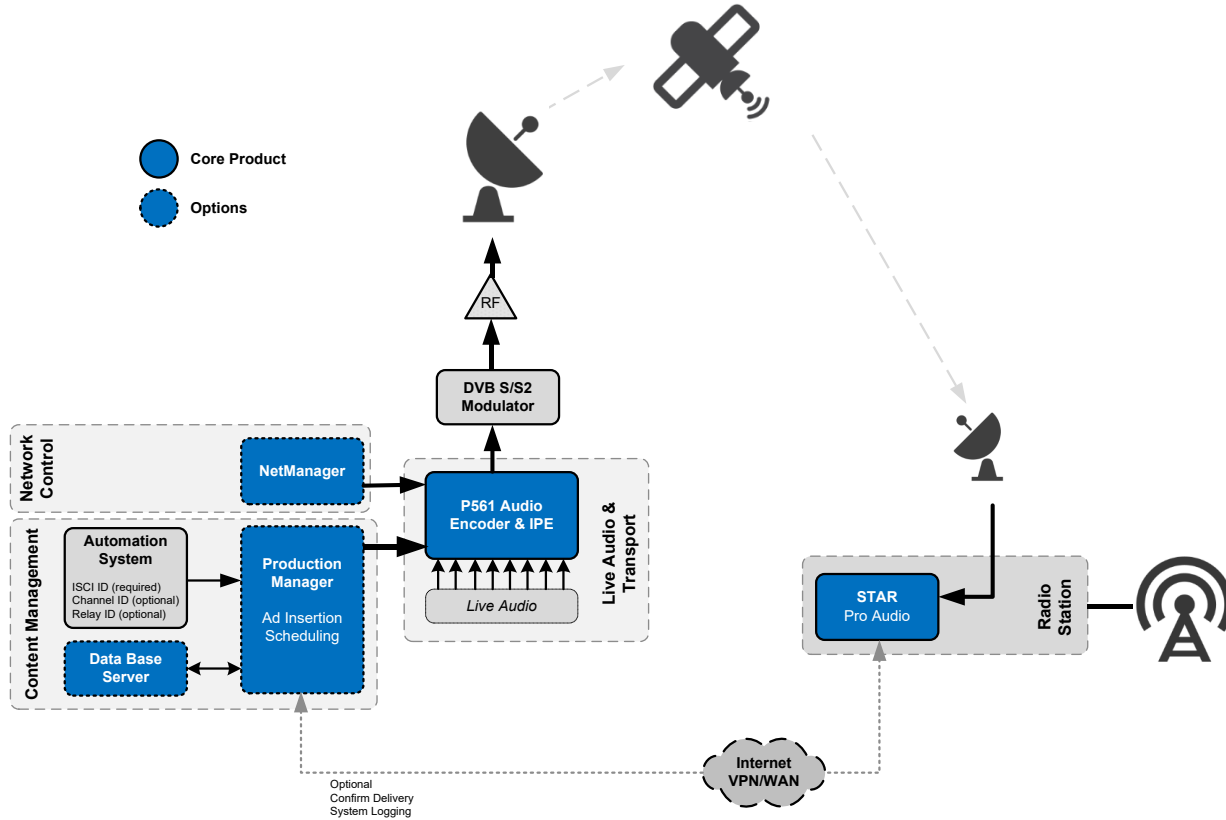 Core Product
Options
RF
DVB S/S2
Modulator
Network
Control
NetManager
P561 Audio
Encoder & IPE
Live Audio
Live Audio &
Transport
Content Management
Automation
System
ISCI ID (required)
Channel ID (optional)
Relay ID (optional)
Production
Manager
Ad Insertion
Scheduling
Data Base
Server
STAR
Pro Audio
Radio
Station
Internet
VPN/WAN
Optional
Confirm Delivery
System Logging